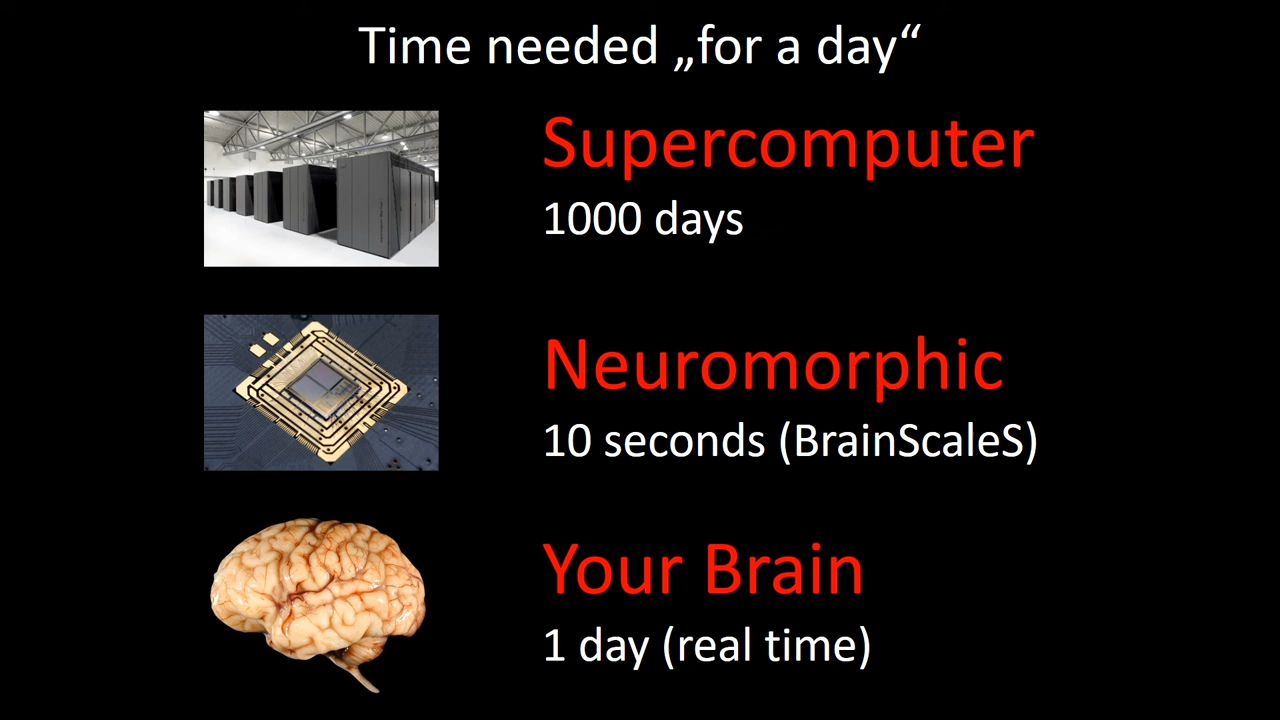 Time needed „for a day“
Supercomputer
1000 days
Neuromorphic
10 seconds (BrainScaleS)
Your Brain
1 day (real time)